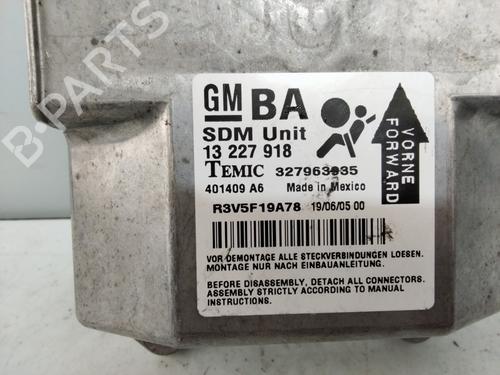 GM BA
SDM Unit
13 227 918
TEMIC 327963935
401409 A6 Made in Mexico
R3V5F19A78 19/06/05 00
VORNE
FORWARD
VOR DEMONTAGE ALLE STECKVERBINDUNGEN LOESEN.
MONTAGE NUR NACH EINBAUANLEITUNG.
BEFORE DISASSEMBLY, DETACH ALL CONNECTORS.
ASSEMBLY STRICTLY ACCORDING TO MANUAL
INSTRUCTIONS.
B-PARTS